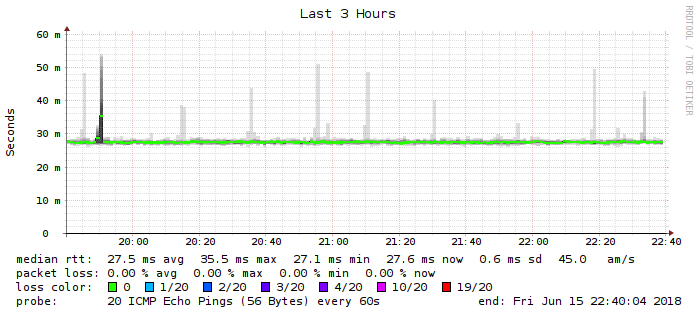 Last 3 Hours
RRDTOOL / TOBI OETIKER
Seconds
60 m
50 m
40 m
30 m
20 m
10 m
0
20:00 20:20 20:40 21:00 21:20 21:40 22:00 22:20 22:40
median rtt: 27.5 ms avg 35.5 ms max 27.1 ms min 27.6 ms now 0.6 ms sd 45.0 am/s
packet loss: 0.00 % avg 0.00 % max 0.00 % min 0.00 % now
loss color: 0 1/20 2/20 3/20 4/20 10/20 19/20
probe: 20 ICMP Echo Pings (56 Bytes) every 60s end: Fri Jun 15 22:40:04 2018